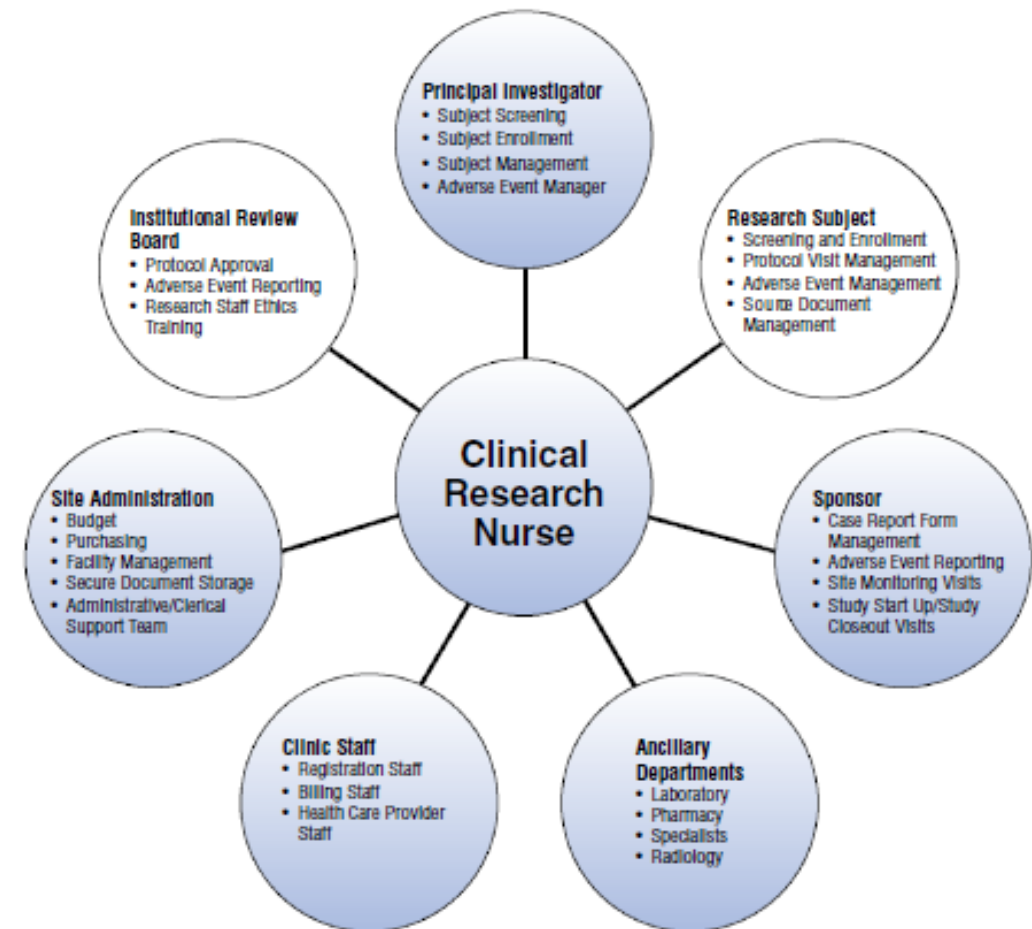 Principal Investigator
• Subject Screening
• Subject Enrollment
• Subject Management
• Adverse Event Manager
Institutional Review
Board
• Protocol Approval
• Adverse Event Reporting
• Research Staff Ethics
Training
Research Subject
• Screening and Enrollment
• Protocol Visit Management
• Adverse Event Management
• Source Document
Management
Clinical
Research
Nurse
Site Administration
• Budget
• Purchasing
• Facility Management
• Secure Document Storage
• Administrative/Clerical
Support Team
Sponsor
• Case Report Form
Management
• Adverse Event Reporting
• Site Monitoring Visits
• Study Start Up/Study
Closeout Visits
Clinic Staff
• Registration Staff
• Billing Staff
• Health Care Provider
Staff
Ancillary
Departments
• Laboratory
• Pharmacy
• Specialists
• Radiology